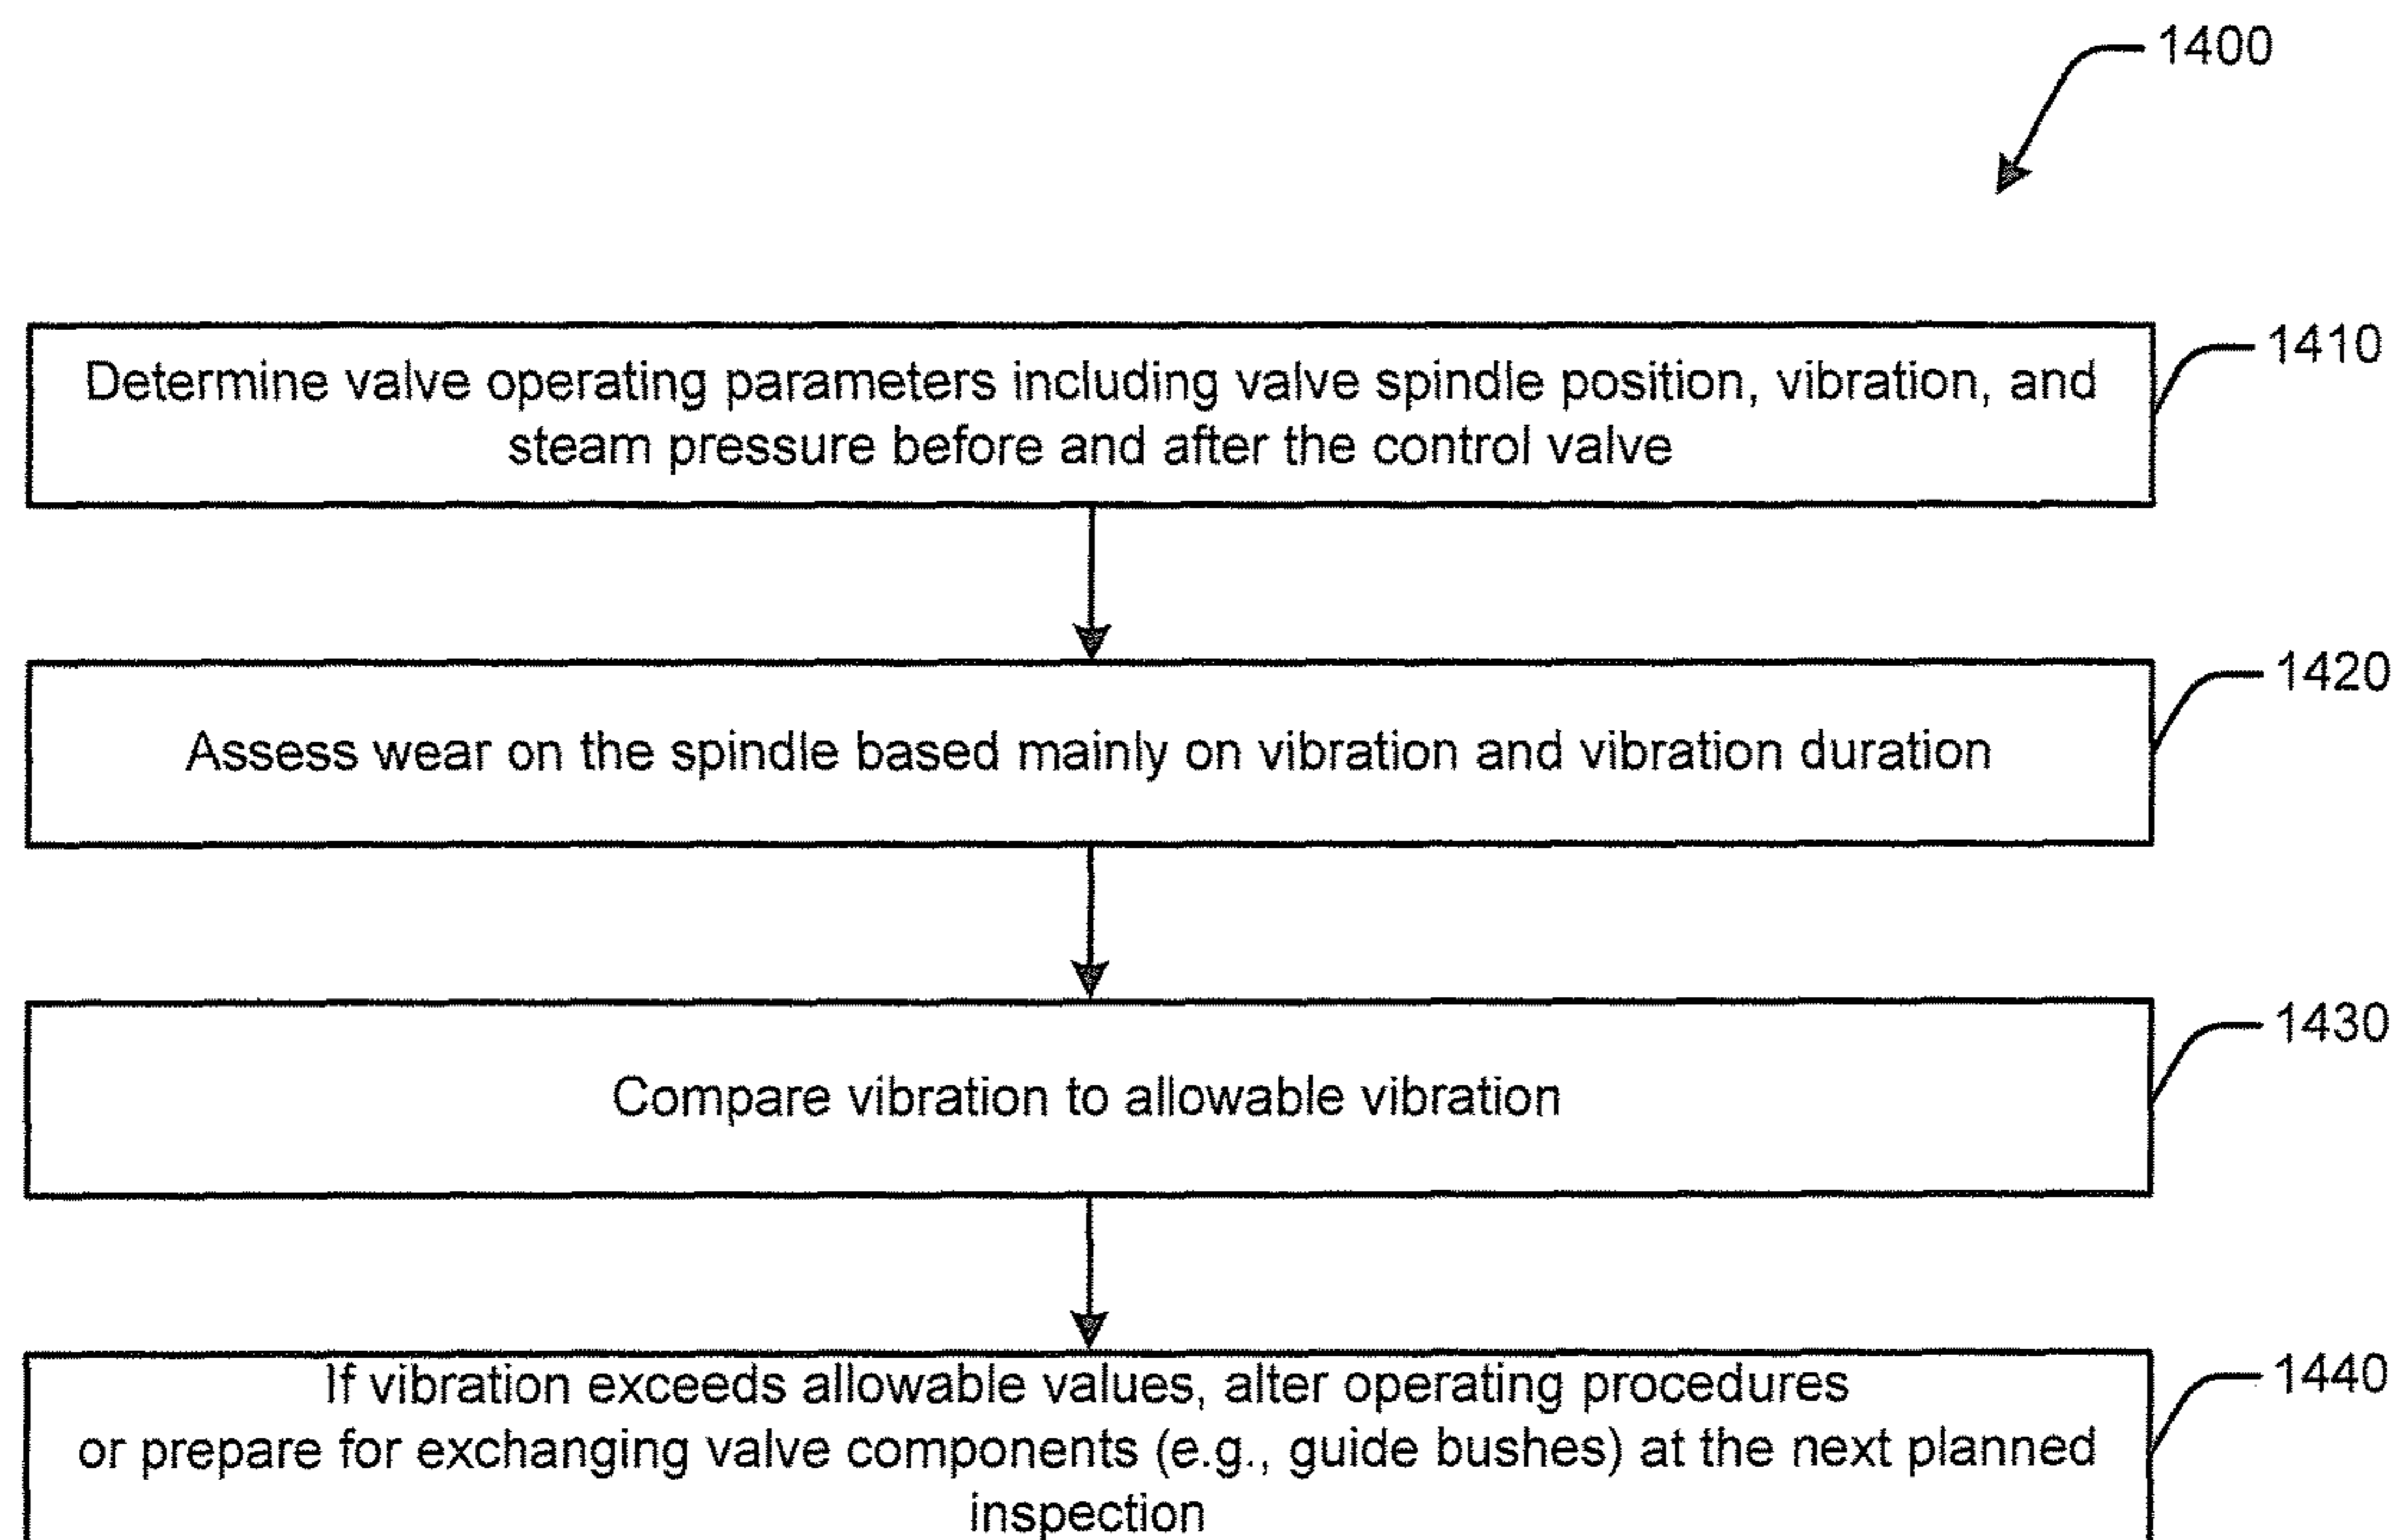 1400
1410
Determine valve operating parameters including valve spindle position, vibration, and
steam pressure before and after the control valve
1420
Assess wear on the spindle based mainly on vibration and vibration duration
1430
Compare vibration to allowable vibration
1440
If vibration exceeds allowable values, alter operating procedures
or prepare for exchanging valve components (e.g., guide bushes) at the next planned
inspection